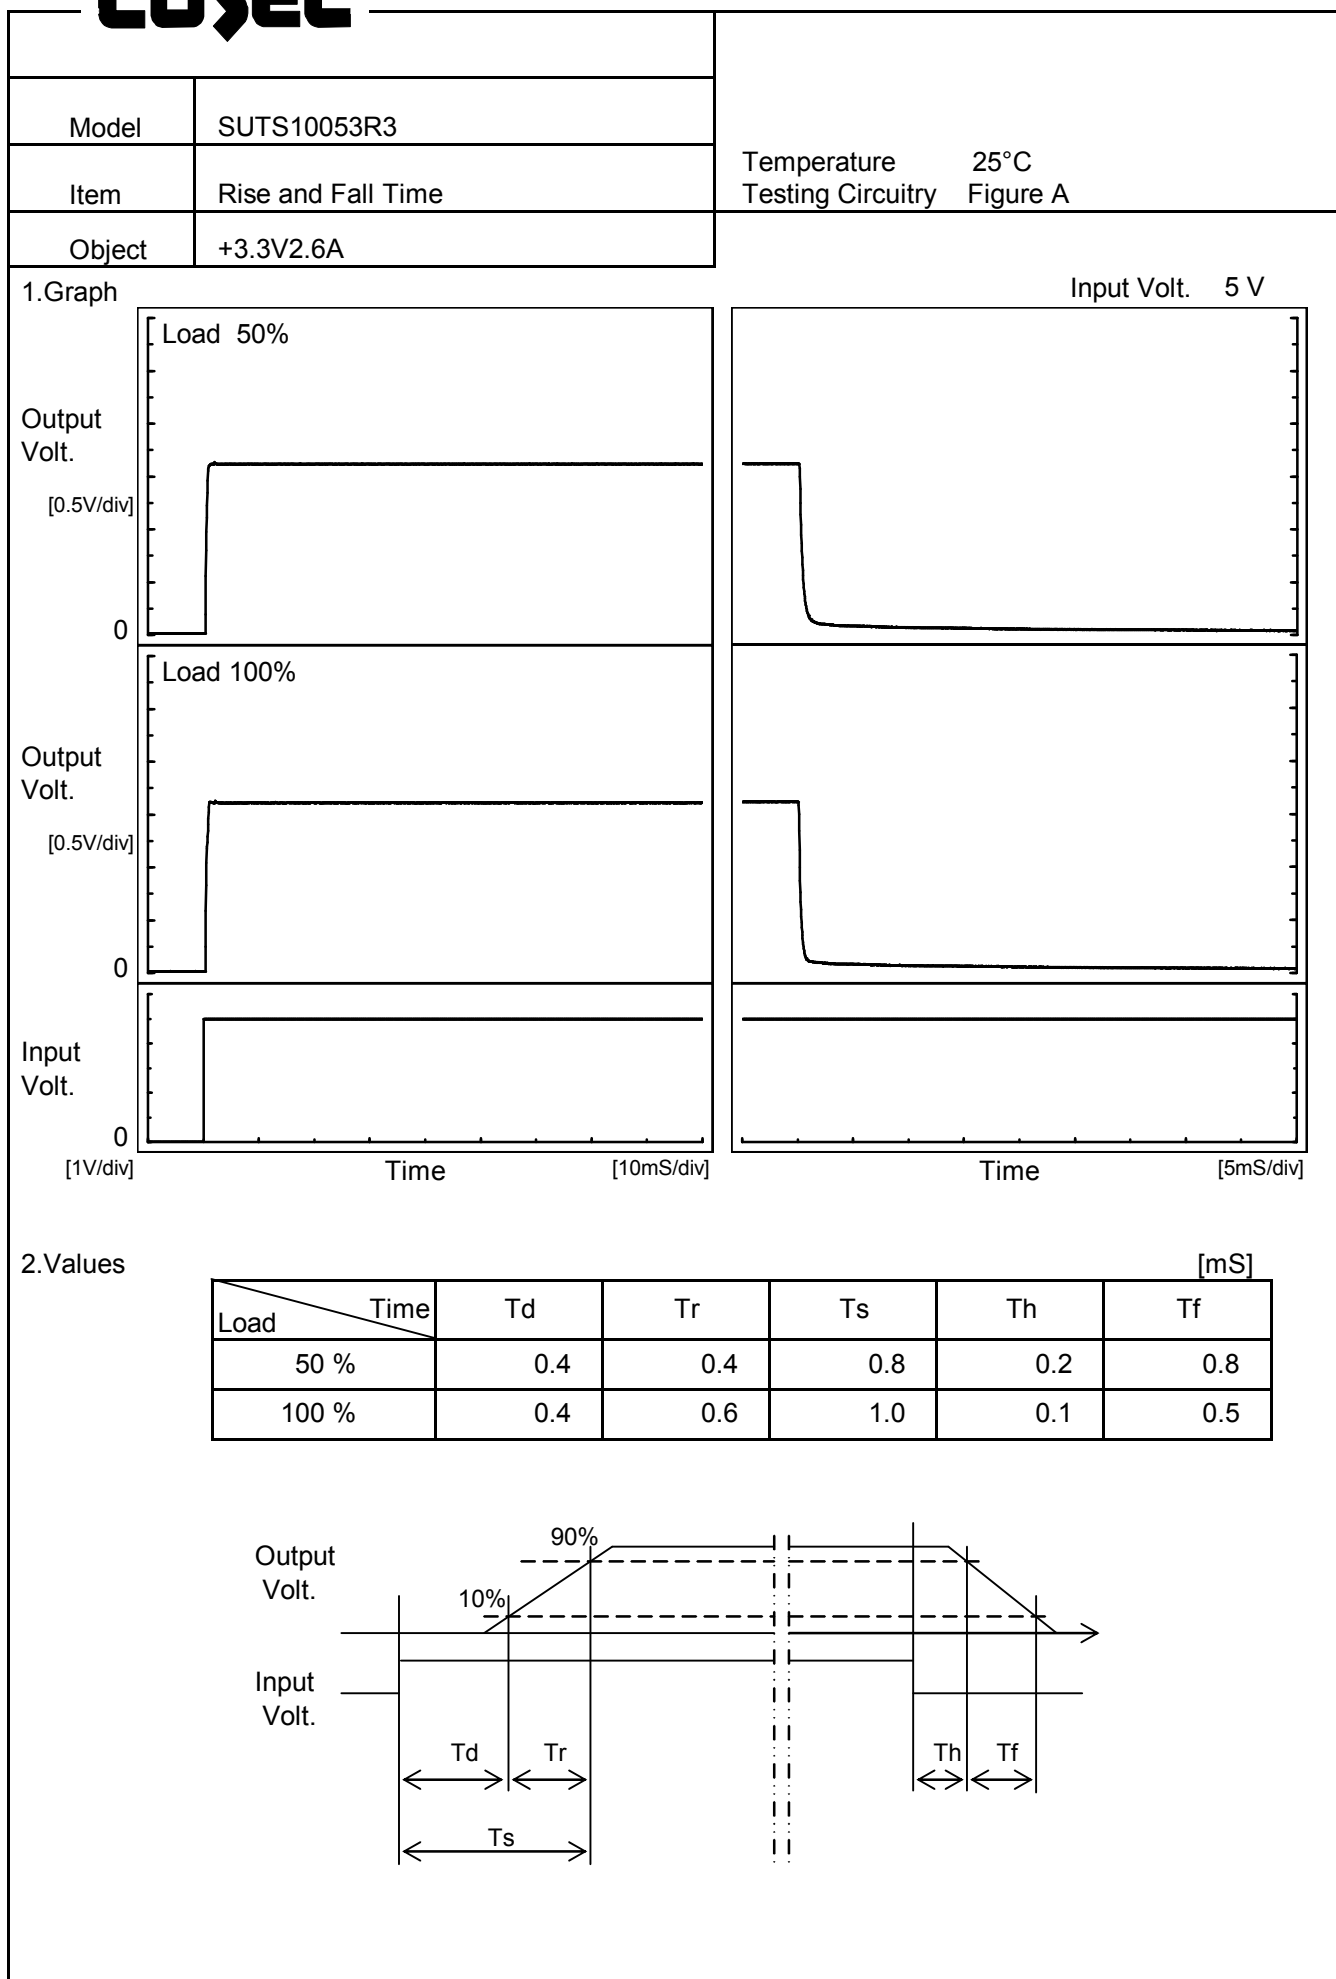 COSEL
Model SUTS10053R3
Item Rise and Fall Time
Object +3.3V2.6A
Temperature 25°C
Testing Circuitry Figure A
1.Graph
Input Volt. 5 V
Load 50%
Output
Volt.
[0.5V/div]
0
Load 100%
Output
Volt.
[0.5V/div]
0
Input
Volt.
0
[1V/div] Time [10mS/div] Time [5mS/div]
2.Values [mS]
Time Td Tr Ts Th Tf
Load
50 % 0.4 0.4 0.8 0.2 0.8
100 % 0.4 0.6 1.0 0.1 0.5
90%
Output
Volt.
10%
Input
Volt.
Td Tr Th Tf
Ts